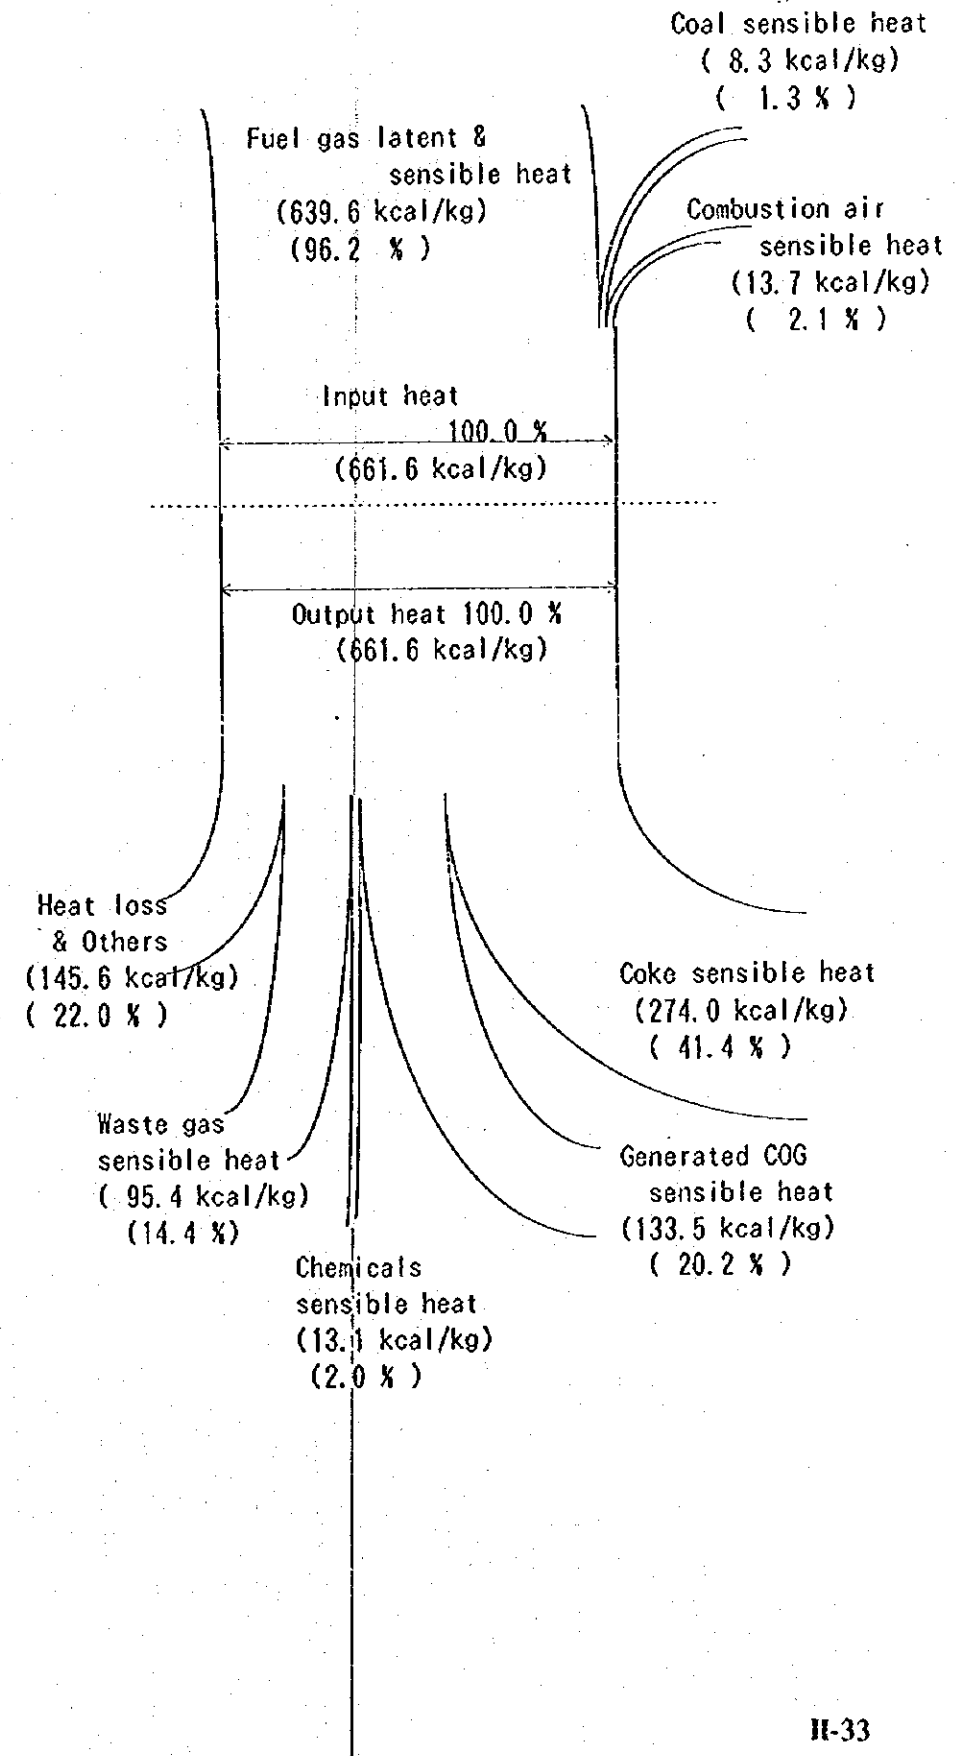 Coal sensible heat
( 8.3 kcal/kg)
( 1.3 % )
Fuel gas latent &
sensible heat
(639.6 kcal/kg)
(96.2 % )
Combustion air
sensible heat
(13.7 kcal/kg)
( 2.1 % )
Input heat
100.0 %
(661.6 kcal/kg)
Output heat 100.0 %
(661.6 kcal/kg)
Heat loss
& Others
(145.6 kcal/kg)
( 22.0 % )
Coke sensible heat
(274.0 kcal/kg)
( 41.4 % )
Waste gas
sensible heat
( 95.4 kcal/kg)
(14.4 %)
Generated COG
sensible heat
(133.5 kcal/kg)
( 20.2 % )
Chemicals
sensible heat
(13.1 kcal/kg)
(2.0 % )
II-33